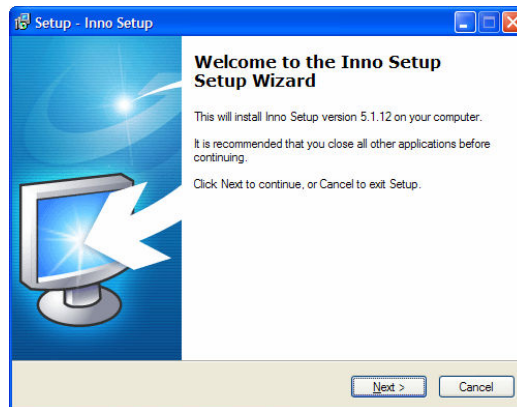 Setup - Inno Setup
Welcome to the Inno Setup
Setup Wizard
This will install Inno Setup version 5.1.12 on your computer.
It is recommended that you close all other applications before
continuing.
Click Next to continue, or Cancel to exit Setup.
Next >
Cancel